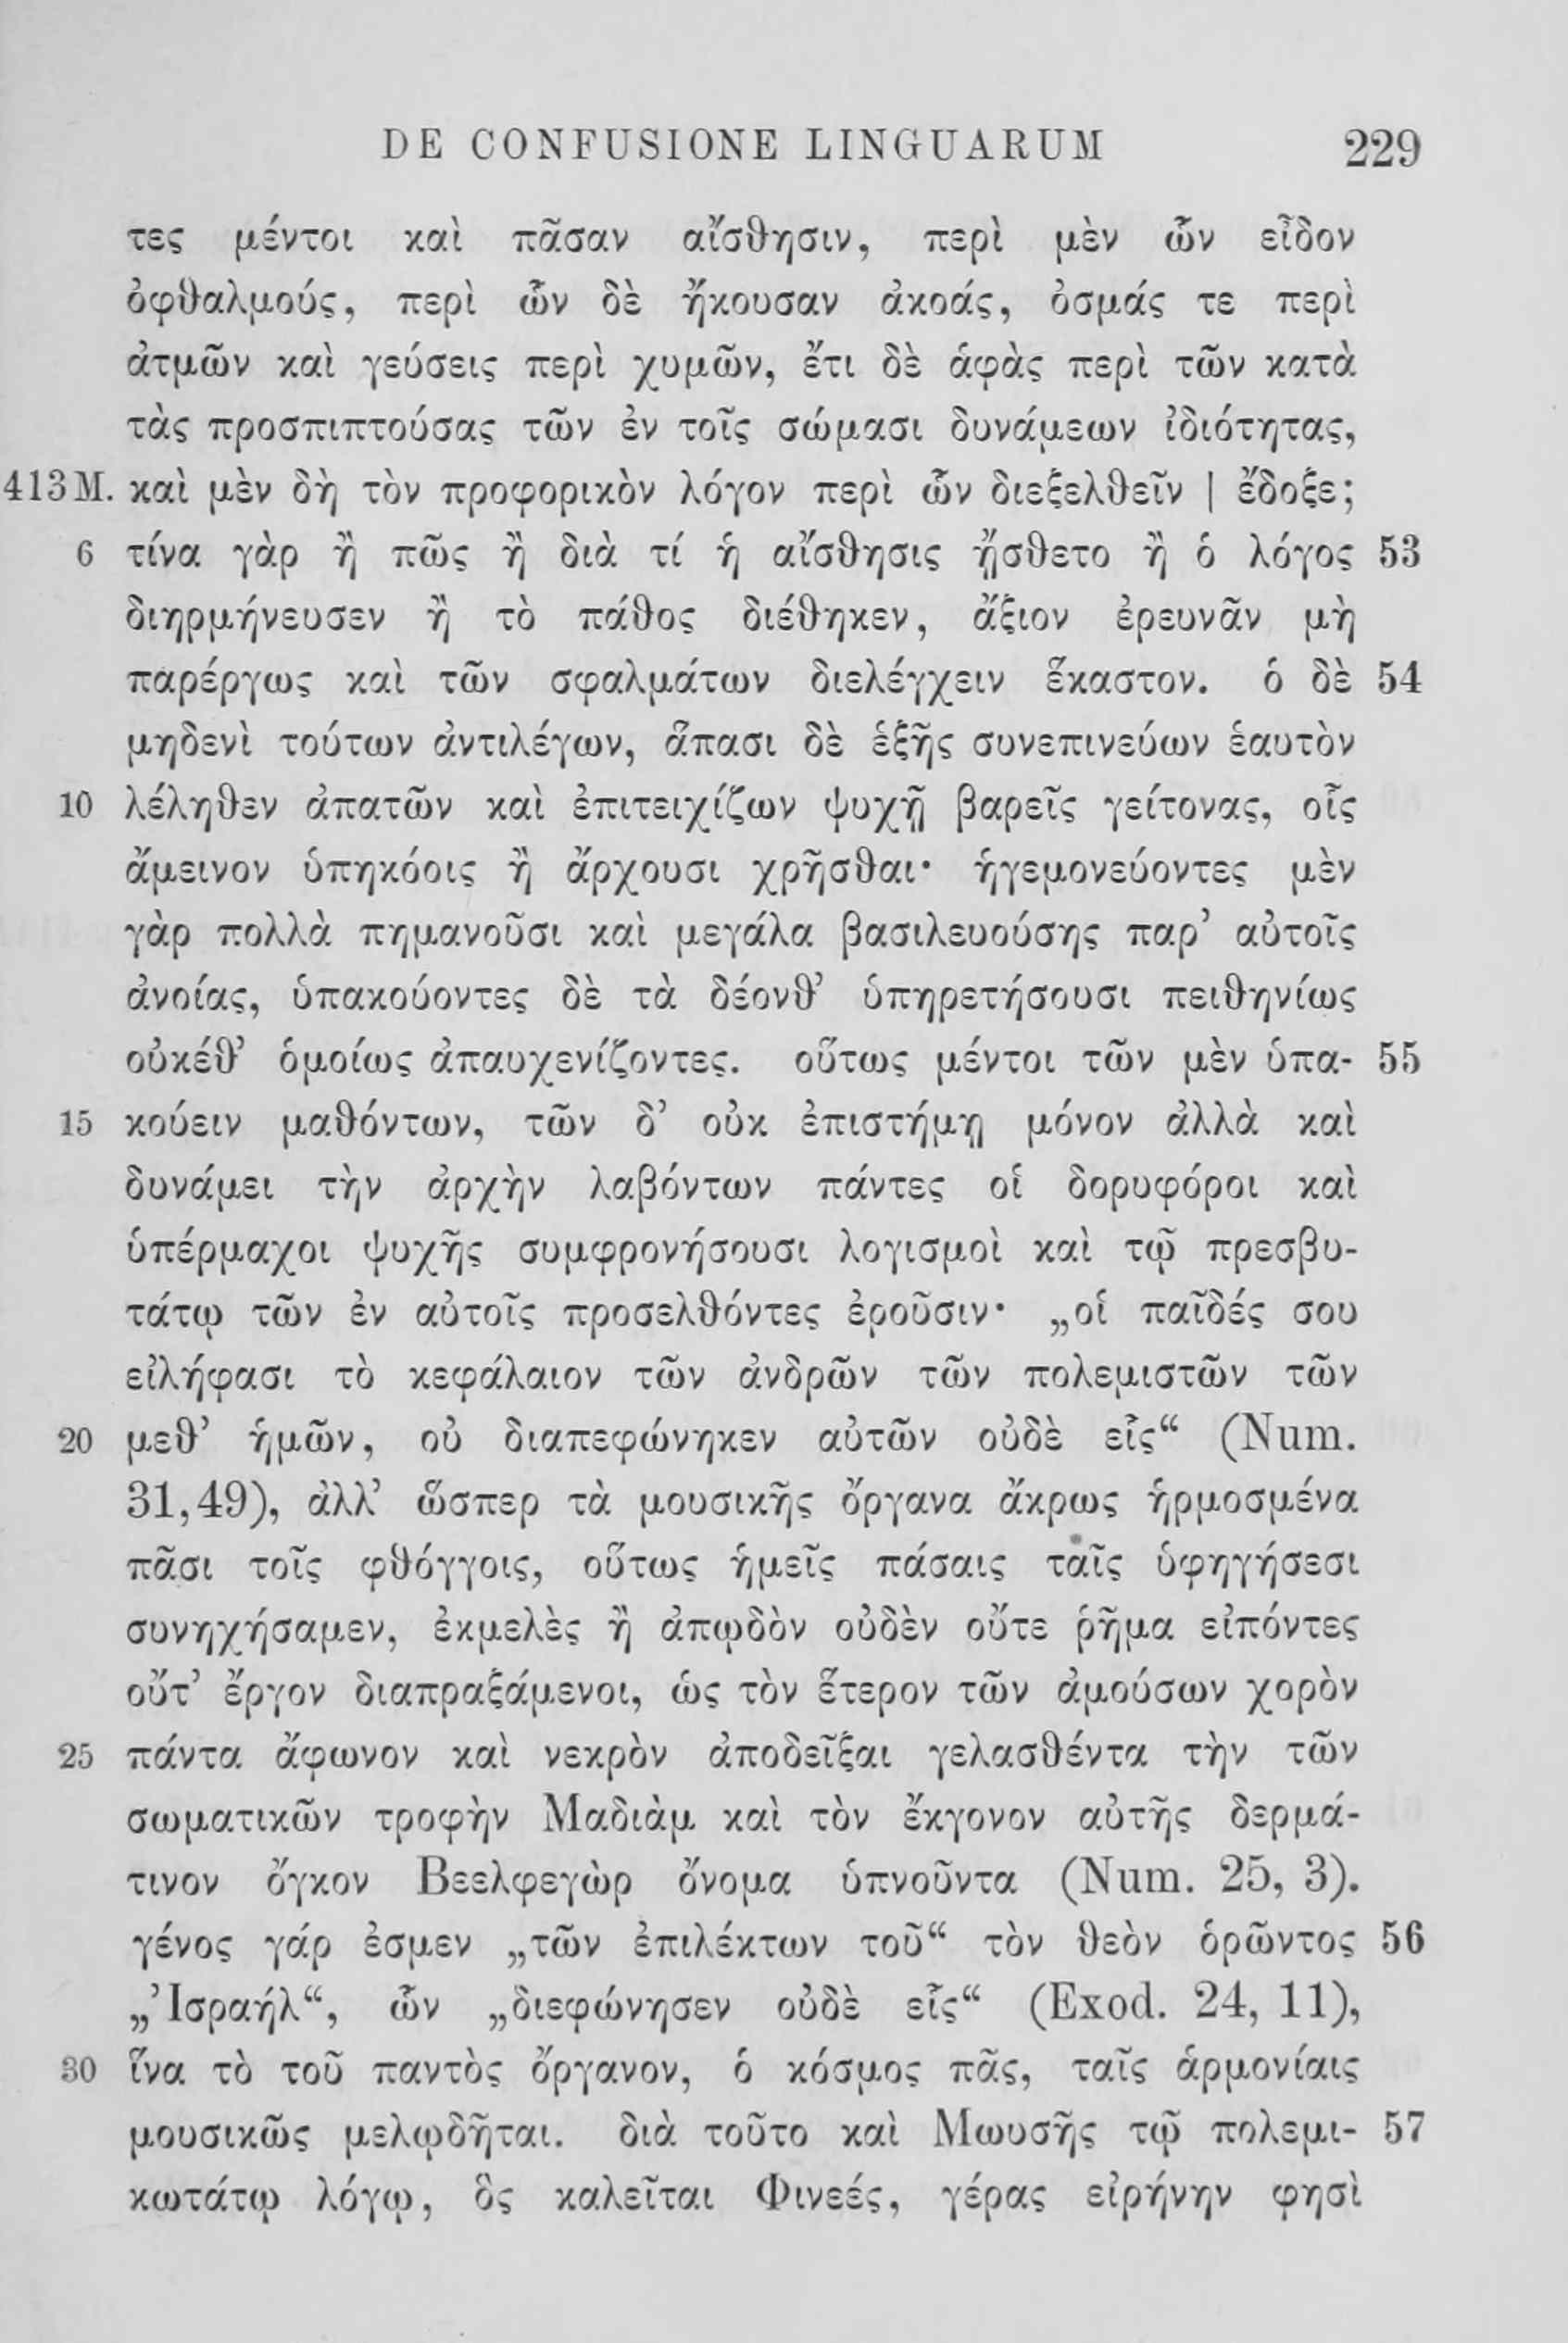 DE CONFUSIONE LINGUARUM 229
τες μέντοι καὶ πᾶσαν αἴσθησιν, περὶ μὲν ὧν εἶδον
ὀφθαλμούς, περὶ ὧν δὲ ἤκουσαν ἀκοάς, ὀσμάς τε περὶ
ἀτμῶν καὶ γεύσεις περὶ χυμῶν, ἔτι δὲ ἁφὰς περὶ τῶν κατὰ
τὰς προσπιπτούσας τῶν ἐν τοῖς σώμασι δυνάμεων ἰδιότητας,
413 M. καὶ μὲν δὴ τὸν προφορικὸν λόγον περὶ ὧν διεξελθεῖν | ἔδοξε;
6 τίνα γὰρ ἢ πῶς ἢ διὰ τί ἡ αἴσθησις ᾔσθετο ἢ ὁ λόγος 53
διηρμήνευσεν ἢ τὸ πάθος διέθηκεν, ἄξιον ἐρευνᾶν μὴ
παρέργως καὶ τῶν σφαλμάτων διελέγχειν ἕκαστον. ὁ δὲ 54
μηδενὶ τούτων ἀντιλέγων, ἅπασι δὲ ἑξῆς συνεπινεύων ἑαυτὸν
10 λέληθεν ἀπατῶν καὶ ἐπιτειχίζων ψυχῇ βαρεῖς γείτονας, οἷς
ἄμεινον ὑπηκόοις ἢ ἄρχουσι χρῆσθαι· ἡγεμονεύοντες μὲν
γὰρ πολλὰ πημανοῦσι καὶ μεγάλα βασιλευούσης παρ’ αὐτοῖς
ἀνοίας, ὑπακούοντες δὲ τὰ δέονθ’ ὑπηρετήσουσι πειθηνίως
οὐκέθ’ ὁμοίως ἀπαυχενίζοντες. οὕτως μέντοι τῶν μὲν ὑπα- 55
15 κούειν μαθόντων, τῶν δ’ οὐκ ἐπιστήμῃ μόνον ἀλλὰ καὶ
δυνάμει τὴν ἀρχὴν λαβόντων πάντες οἱ δορυφόροι καὶ
ὑπέρμαχοι ψυχῆς συμφρονήσουσι λογισμοὶ καὶ τῷ πρεσβυ-
τάτῳ τῶν ἐν αὐτοῖς προσελθόντες ἐροῦσιν· „οἱ παῖδές σου
εἰλήφασι τὸ κεφάλαιον τῶν ἀνδρῶν τῶν πολεμιστῶν τῶν
20 μεθ’ ἡμῶν, οὐ διαπεφώνηκεν αὐτῶν οὐδὲ εἷς“ (Num.
31,49), ἀλλ’ ὥσπερ τὰ μουσικῆς ὄργανα ἄκρως ἡρμοσμένα
πᾶσι τοῖς φθόγγοις, οὕτως ἡμεῖς πάσαις ταῖς ὑφηγήσεσι
συνηχήσαμεν, ἐκμελὲς ἢ ἀπῳδὸν οὐδὲν οὔτε ῥῆμα εἰπόντες
οὔτ’ ἔργον διαπραξάμενοι, ὡς τὸν ἕτερον τῶν ἀμούσων χορὸν
25 πάντα ἄφωνον καὶ νεκρὸν ἀποδεῖξαι γελασθέντα τὴν τῶν
σωματικῶν τροφὴν Μαδιὰμ καὶ τὸν ἔκγονον αὐτῆς δερμά-
τινον ὄγκον Βεελφεγὼρ ὄνομα ὑπνοῦντα (Num. 25, 3).
γένος γάρ ἐσμεν „τῶν ἐπιλέκτων τοῦ“ τὸν θεὸν ὁρῶντος 56
„Ἰσραήλ“, ὧν „διεφώνησεν οὐδὲ εἷς“ (Exod. 24, 11),
30 ἵνα τὸ τοῦ παντὸς ὄργανον, ὁ κόσμος πᾶς, ταῖς ἁρμονίαις
μουσικῶς μελῳδῆται. διὰ τοῦτο καὶ Μωυσῆς τῷ πολεμι- 57
κωτάτῳ λόγῳ, ὃς καλεῖται Φινεές, γέρας εἰρήνην φησὶ